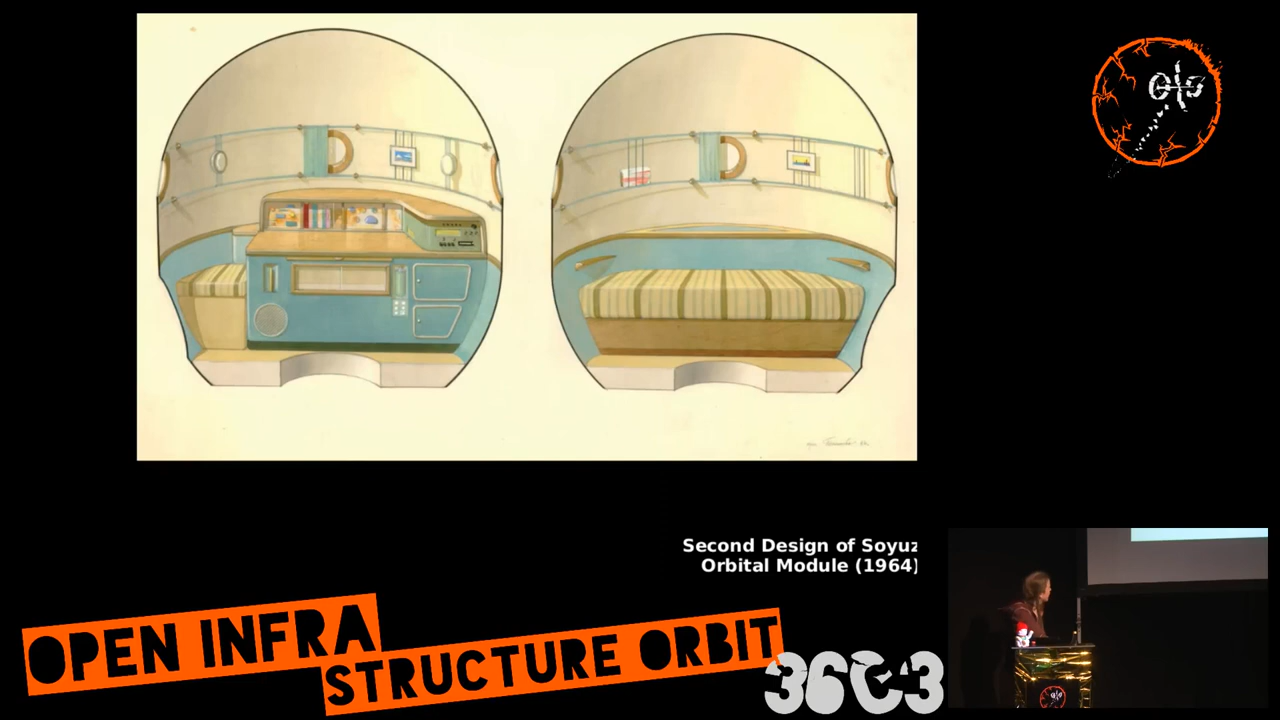 Second Design of Soyuz
Orbital Module (1964)
OPEN INFRA
STRUCTURE ORBIT
36C3